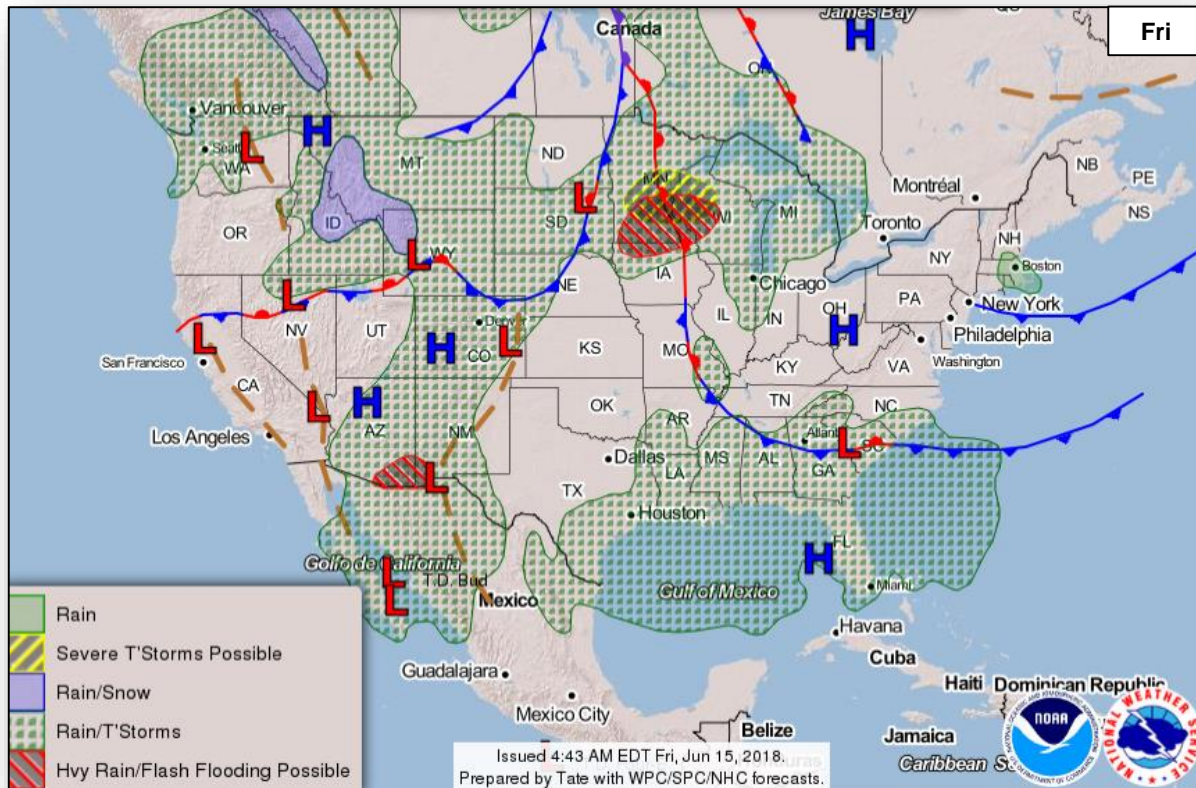 James Bay
Canada
Fri
ON
H
Vancouver
H
L
WA
MT
ND
MN
NB
PE
Montréal
NS
ID
OR
L
SD
WI
MI
Toronto
NH
Boston
NY
L
WY
L
NE
IA
Chicago
PA
New York
NV
UT
IL
IN
OH
H
Philadelphia
San Francisco
L
H
CO
L
KS
MO
KY
VA
Washington
CA
H
L
AZ
NM
OK
AR
TN
NC
Los Angeles
L
Dallas
LA
MS
AL
GA
L
SC
TX
Houston
FL
H
Golfo de California
L
L
T.D. Bud
Mexico
Gulf of Mexico
Miami
Havana
Cuba
Guadalajara
Mexico City
Haiti
Dominican Republic
Belize
Jamaica
Rain
Severe T'Storms Possible
Rain/Snow
Rain/T'Storms
Hvy Rain/Flash Flooding Possible
Issued 4:43 AM EDT Fri, Jun 15, 2018.
Prepared by Tate with WPC/SPC/NHC forecasts.
NOAA
NATIONAL WEATHER SERVICE